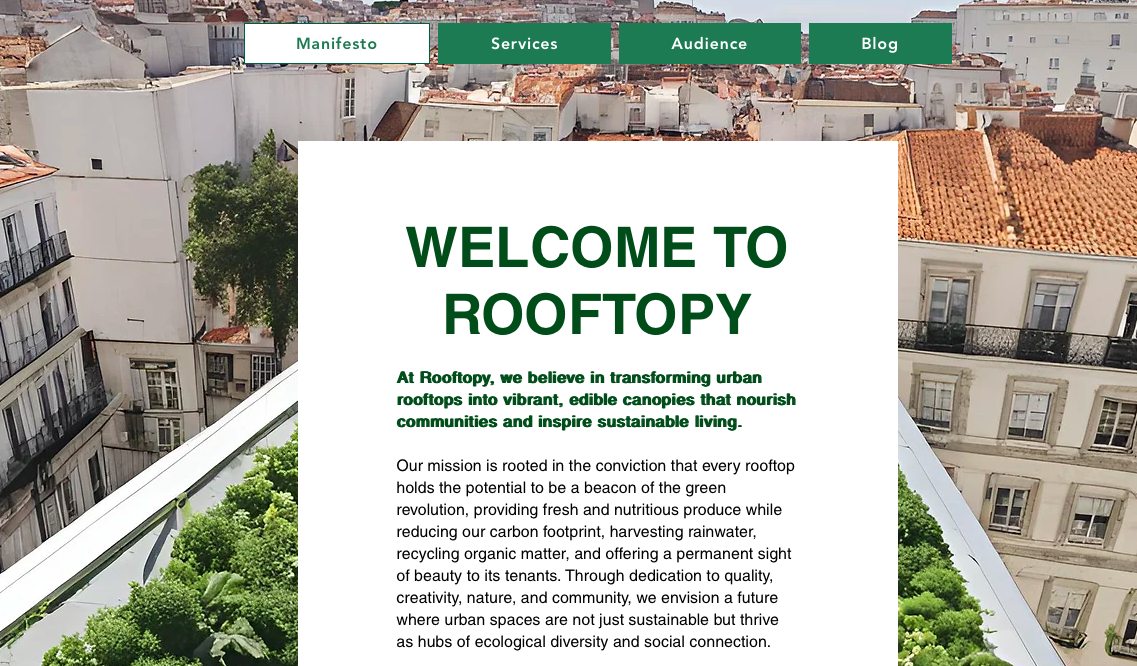 Manifesto
Services
Audience
Blog
WELCOME TO
ROOFTOPY
At Rooftopy, we believe in transforming urban
rooftops into vibrant, edible canopies that nourish
communities and inspire sustainable living.
Our mission is rooted in the conviction that every rooftop
holds the potential to be a beacon of the green
revolution, providing fresh and nutritious produce while
reducing our carbon footprint, harvesting rainwater,
recycling organic matter, and offering a permanent sight
of beauty to its tenants. Through dedication to quality,
creativity, nature, and community, we envision a future
where urban spaces are not just sustainable but thrive
as hubs of ecological diversity and social connection.